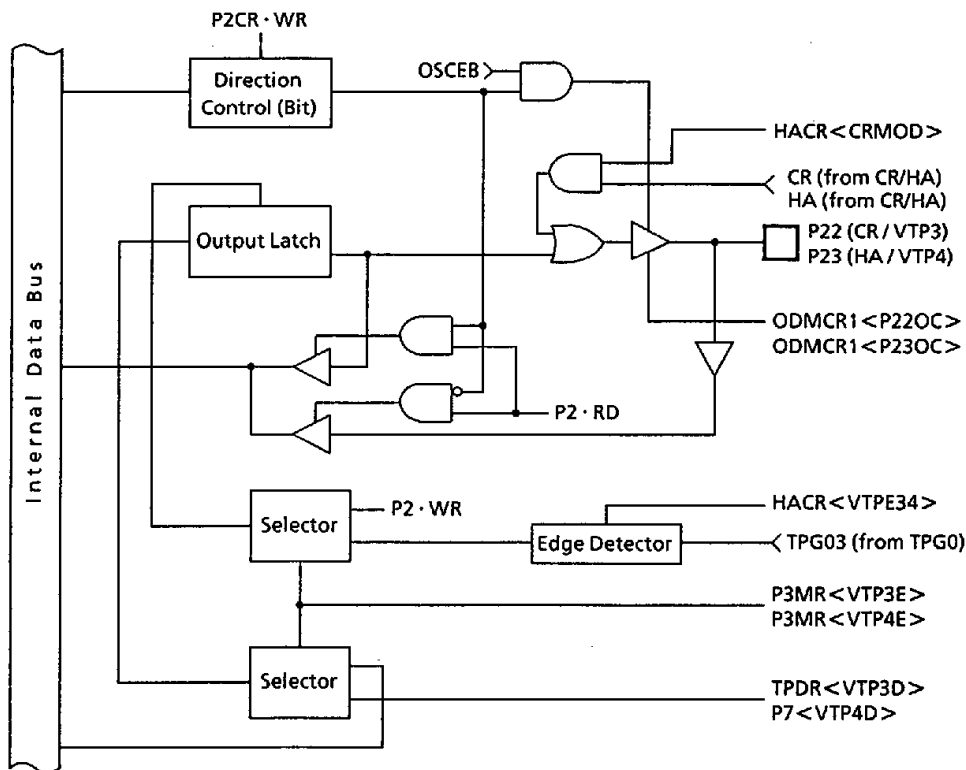 P2CR · WR
OSCEB
Direction
Control (Bit)
HACR<CRMOD>
CR (from CR/HA)
HA (from CR/HA)
Output Latch
P22 (CR / VTP3)
P23 (HA / VTP4)
ODMCR1<P22OC>
ODMCR1<P23OC>
Internal Data Bus
P2 · RD
HACR<VTPE34>
Selector
P2 · WR
Edge Detector
TPG03 (from TPG0)
P3MR<VTP3E>
P3MR<VTP4E>
Selector
TPDR<VTP3D>
P7<VTP4D>